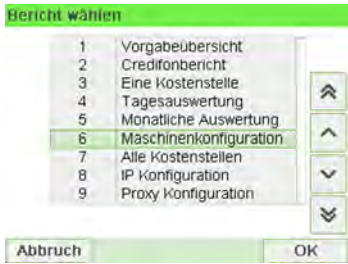 Bericht wählen
1 Vorgabeübersicht
2 Credifonbericht
3 Eine Kostenstelle
4 Tagesauswertung
5 Monatliche Auswertung
6 Maschinenkonfiguration
7 Alle Kostenstellen
8 IP Konfiguration
9 Proxy Konfiguration
Abbruch OK